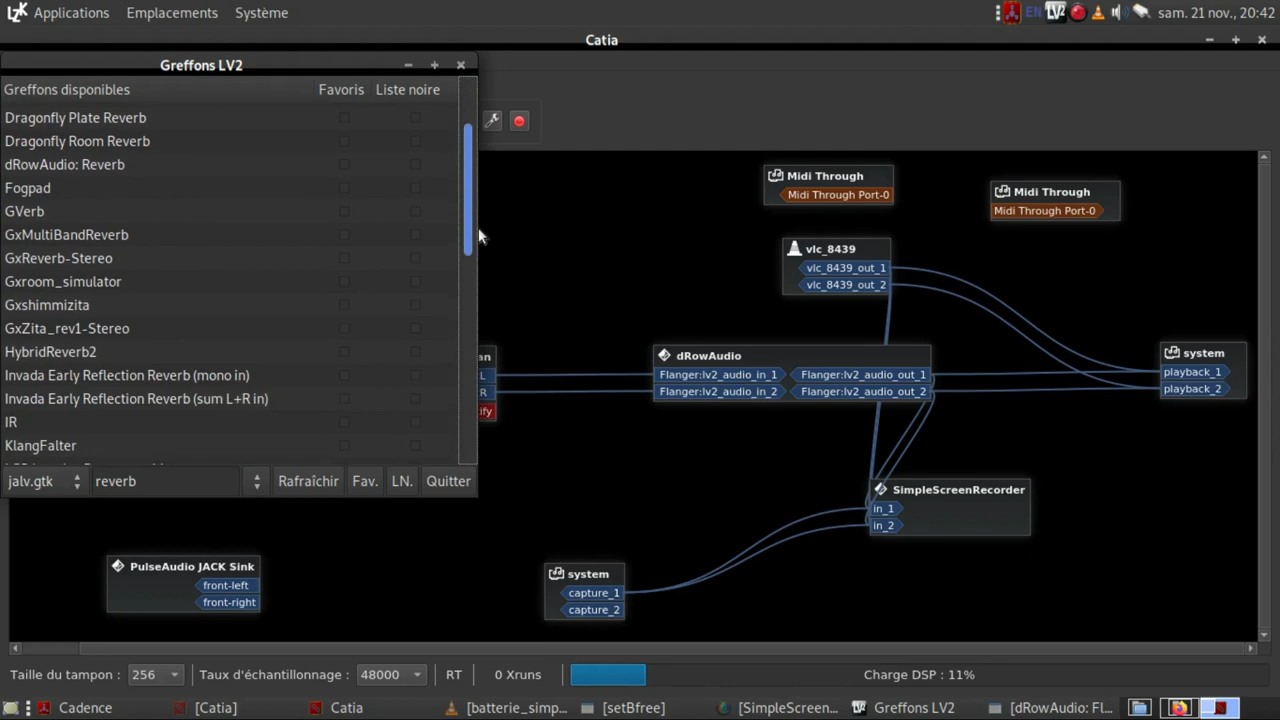 Applications Emplacements Système
EN LV2 sam. 21 nov., 20:42
Catia
Greffons LV2
Greffons disponibles Favoris Liste noire
Dragonfly Plate Reverb
Dragonfly Room Reverb
dRowAudio: Reverb
Fogpad
GVerb
GxMultiBandReverb
GxReverb-Stereo
Gxroom_simulator
Gxshimmizita
GxZita_rev1-Stereo
HybridReverb2
Invada Early Reflection Reverb (mono in)
Invada Early Reflection Reverb (sum L+R in)
IR
KlangFalter
jalv.gtk reverb Rafraîchir Fav. LN. Quitter
Midi Through
Midi Through Port-0
Midi Through
Midi Through Port-0
vlc_8439
vlc_8439_out_1
vlc_8439_out_2
an
L
R
ify
dRowAudio
Flanger:lv2_audio_in_1 Flanger:lv2_audio_out_1
Flanger:lv2_audio_in_2 Flanger:lv2_audio_out_2
system
playback_1
playback_2
SimpleScreenRecorder
in_1
in_2
PulseAudio JACK Sink
front-left
front-right
system
capture_1
capture_2
Taille du tampon : 256 Taux d'échantillonnage : 48000 RT 0 Xruns Charge DSP : 11%
Cadence [Catia] Catia [batterie_simp... [setBfree] [SimpleScreen... Greffons LV2 [dRowAudio: Fl...